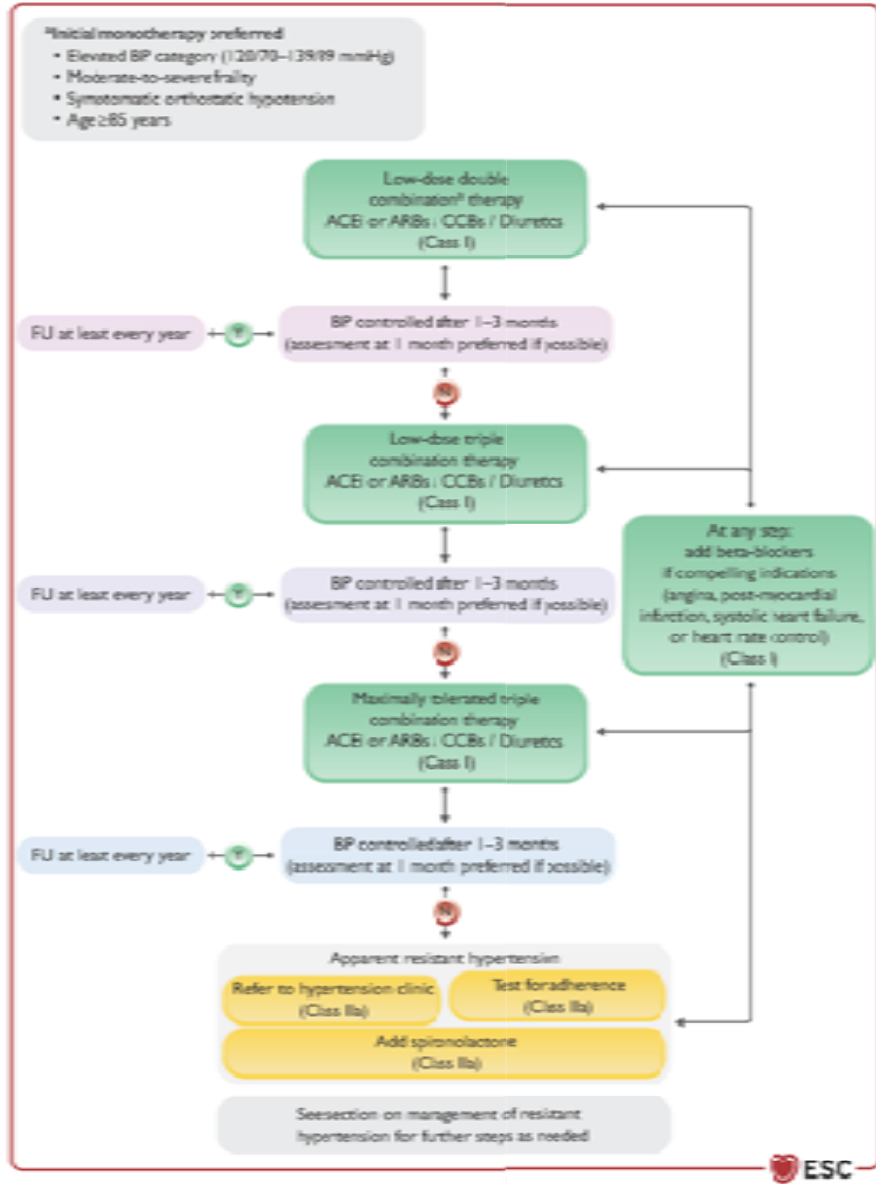 *Initial monotherapy preferred
• Elevated BP category (120/70–139/89 mmHg)
• Moderate-to-severe frailty
• Symptomatic orthostatic hypotension
• Age ≥85 years
Low-dose double
combination* therapy
ACEi or ARBs / CCBs / Diuretcs
(Cass I)
FU at least every year
Y
BP controlled after 1–3 months
(assessment at 1 month preferred if possible)
N
Low-dose triple
combination therapy
ACEi or ARBs / CCBs / Diuretcs
(Cass I)
At any step:
add beta-blockers
if compelling indications
(angina, post-myocardial
infarction, systolic heart failure,
or heart rate control)
(Class I)
FU at least every year
Y
BP controlled after 1–3 months
(assessment at 1 month preferred if possible)
N
Maximally tolerated triple
combination therapy
ACEi or ARBs / CCBs / Diuretcs
(Cass I)
FU at least every year
Y
BP controlled after 1–3 months
(assessment at 1 month preferred if possible)
N
Apparent resistant hypertension
Refer to hypertension clinic
(Class IIa)
Test for adherence
(Class IIa)
Add spironolactone
(Class IIa)
See section on management of resistant
hypertension for further steps as needed
ESC